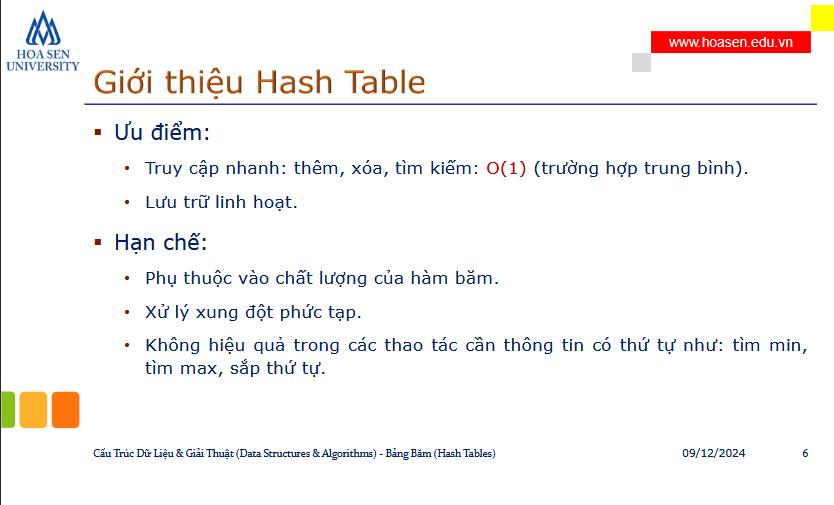 HOA SEN
UNIVERSITY
www.hoasen.edu.vn
Giới thiệu Hash Table
▪ Ưu điểm:
• Truy cập nhanh: thêm, xóa, tìm kiếm: O(1) (trường hợp trung bình).
• Lưu trữ linh hoạt.
▪ Hạn chế:
• Phụ thuộc vào chất lượng của hàm băm.
• Xử lý xung đột phức tạp.
• Không hiệu quả trong các thao tác cần thông tin có thứ tự như: tìm min,
tìm max, sắp thứ tự.
Cấu Trúc Dữ Liệu & Giải Thuật (Data Structures & Algorithms) - Bảng Băm (Hash Tables)
09/12/2024
6